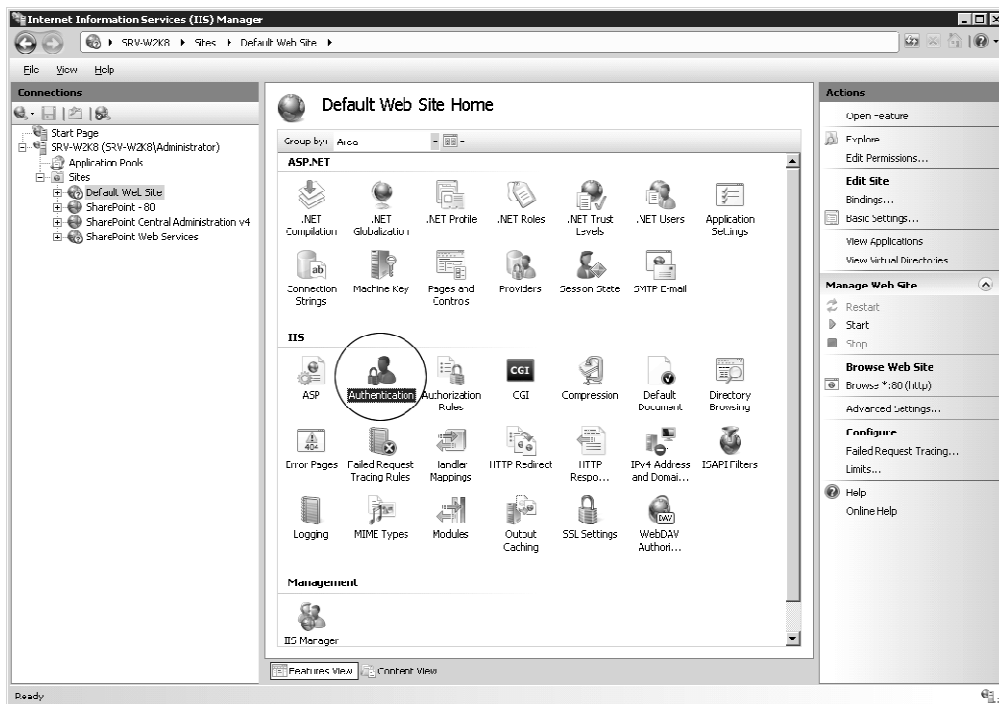 Internet Information Services (IIS) Manager
SRV-W2K8 Sites Default Web Site
File View Help
Connections
Start Page
SRV-W2K8 (SRV-W2K8\Administrator)
Application Pools
Sites
Default Web Site
SharePoint - 80
SharePoint Central Administration v4
SharePoint Web Services
Default Web Site Home
Group by: Area
ASP.NET
.NET Compilation
.NET Globalization
.NET Profile
.NET Roles
.NET Trust Levels
.NET Users
Application Settings
Connection Strings
Machine Key
Pages and Controls
Providers
Session State
SMTP E-mail
IIS
ASP
Authentication
Authorization Rules
CGI
CGI
Compression
Default Document
Directory Browsing
404
Error Pages
Failed Request Tracing Rules
Handler Mappings
HTTP Redirect
HTTP Respo...
IPv4 Address and Domai...
ISAPI Filters
Logging
MIME Types
Modules
Output Caching
SSL Settings
DAV
WebDAV Authori...
Management
IIS Manager
Features View Content View
Actions
Open Feature
Explore
Edit Permissions...
Edit Site
Bindings...
Basic Settings...
View Applications
View Virtual Directories
Manage Web Site
Restart
Start
Stop
Browse Web Site
Browse *:80 (http)
Advanced Settings...
Configure
Failed Request Tracing...
Limits...
Help
Online Help
Ready